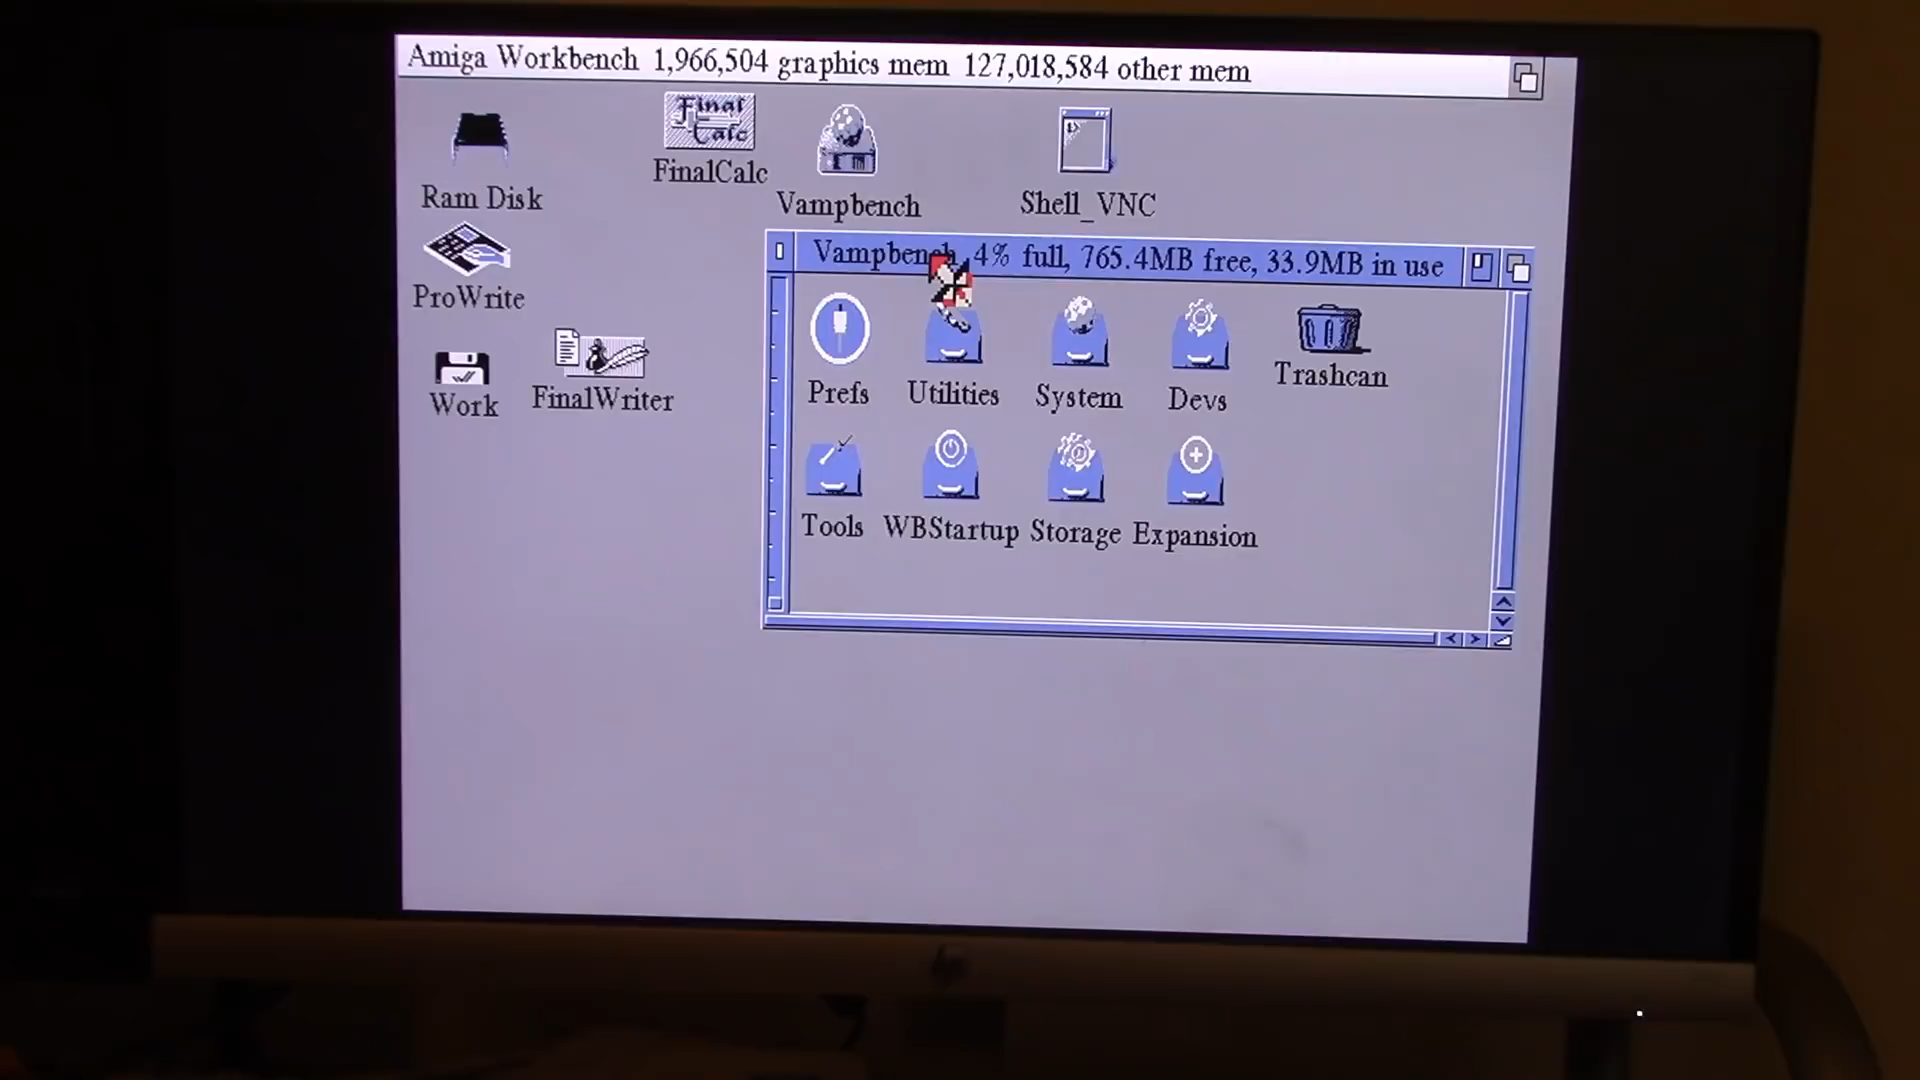 Amiga Workbench 1,966,504 graphics mem 127,018,584 other mem
Final Calc
FinalCalc
Vampbench
Shell_VNC
Ram Disk
ProWrite
Work
FinalWriter
Vampbench, 4% full, 765.4MB free, 33.9MB in use
Prefs
Utilities
System
Devs
Trashcan
Tools
WBStartup
Storage
Expansion